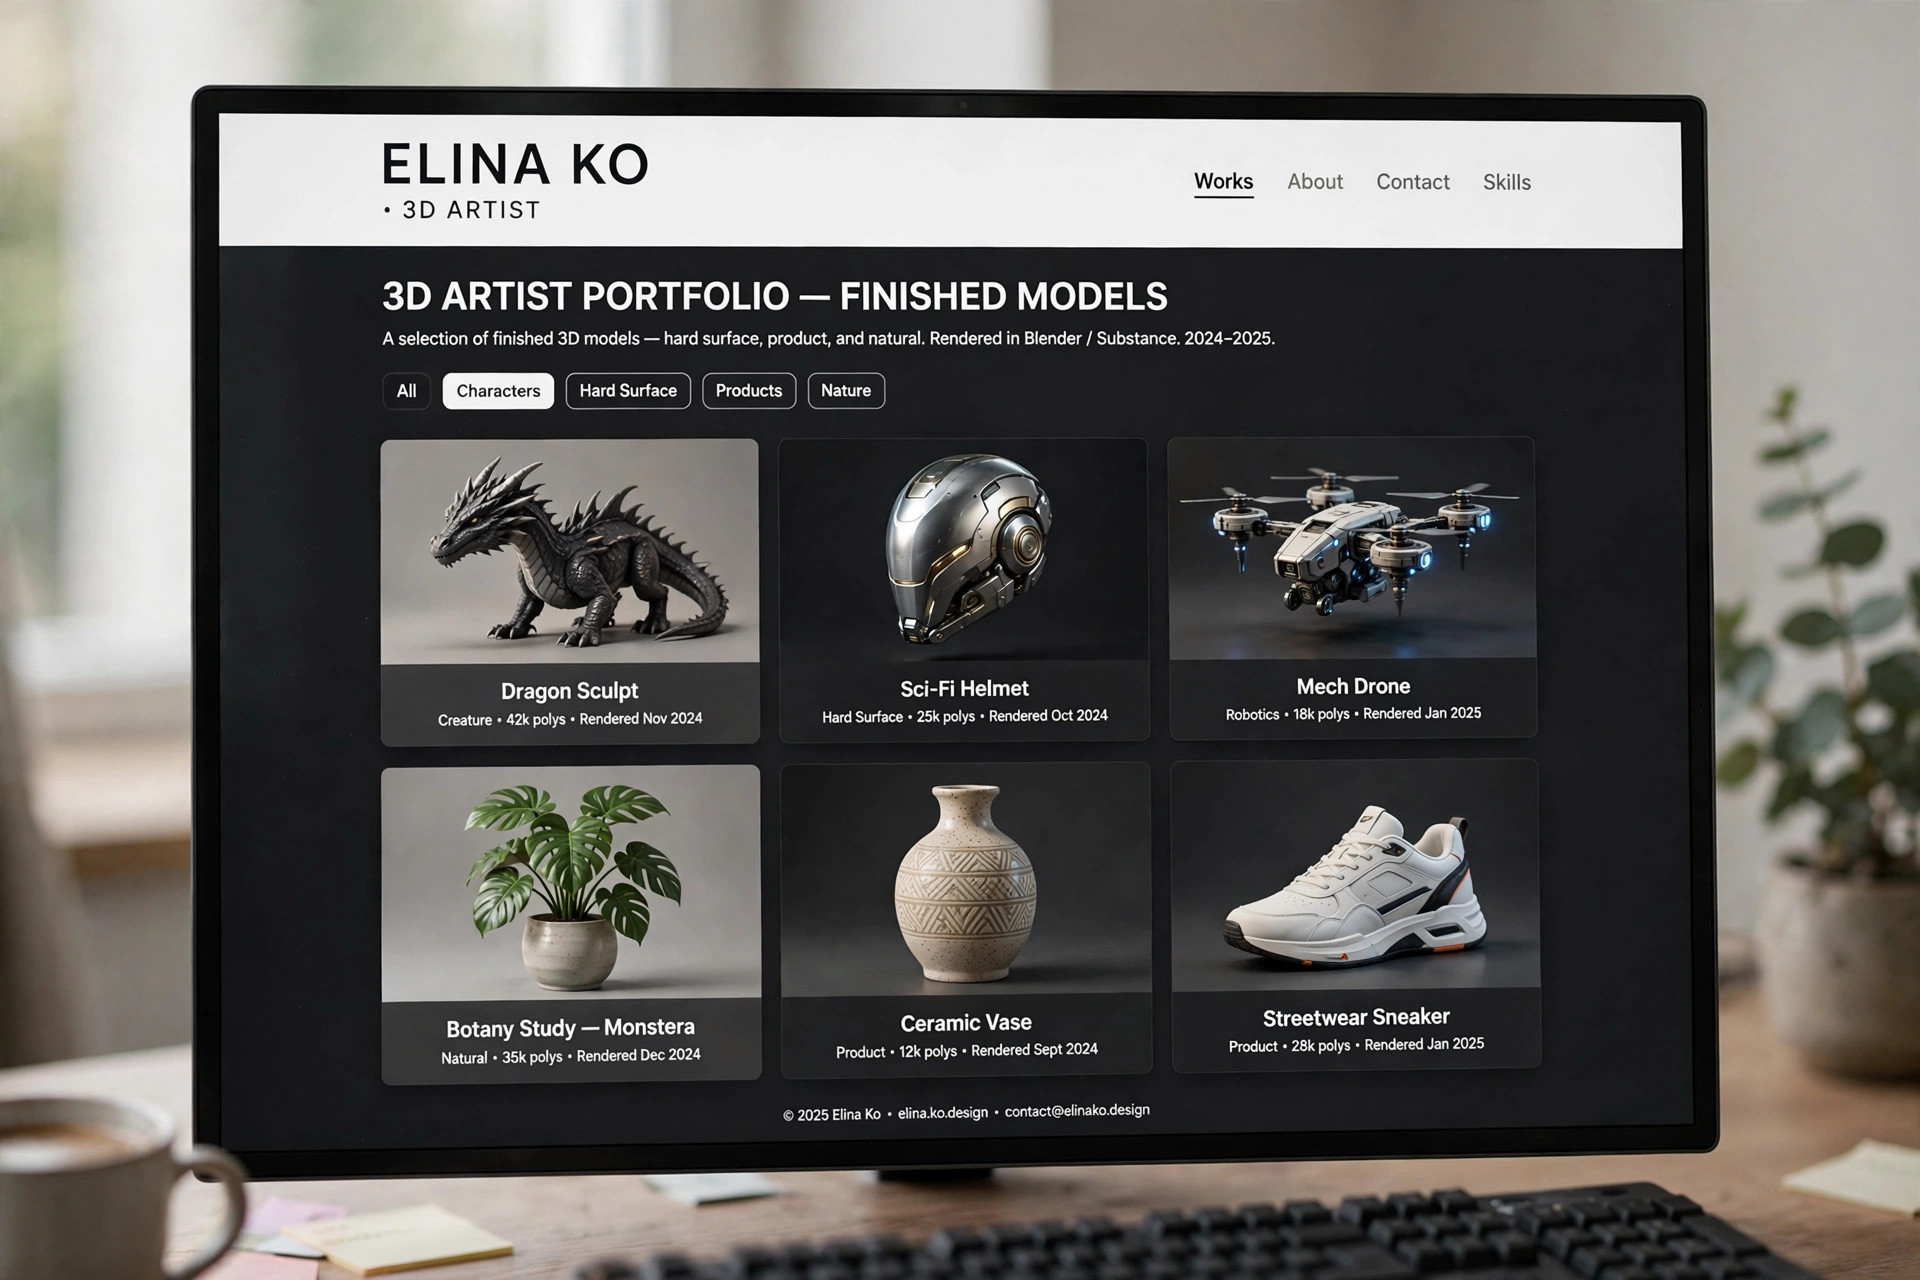 ELINA KO
• 3D ARTIST
Works About Contact Skills
3D ARTIST PORTFOLIO — FINISHED MODELS
A selection of finished 3D models — hard surface, product, and natural. Rendered in Blender / Substance. 2024–2025.
All Characters Hard Surface Products Nature
Dragon Sculpt
Creature • 42k polys • Rendered Nov 2024
Sci-Fi Helmet
Hard Surface • 25k polys • Rendered Oct 2024
Mech Drone
Robotics • 18k polys • Rendered Jan 2025
Botany Study — Monstera
Natural • 35k polys • Rendered Dec 2024
Ceramic Vase
Product • 12k polys • Rendered Sept 2024
Streetwear Sneaker
Product • 28k polys • Rendered Jan 2025
© 2025 Elina Ko • elina.ko.design • contact@elinako.design